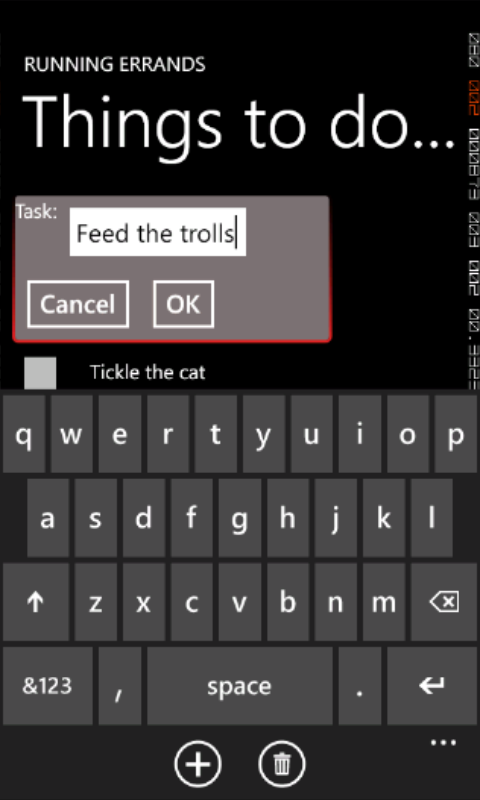 RUNNING ERRANDS
Things to do...
Task:
Feed the trolls
Cancel OK
Tickle the cat
q w e r t y u i o p
a s d f g h j k l
z x c v b n m
&123 , space .